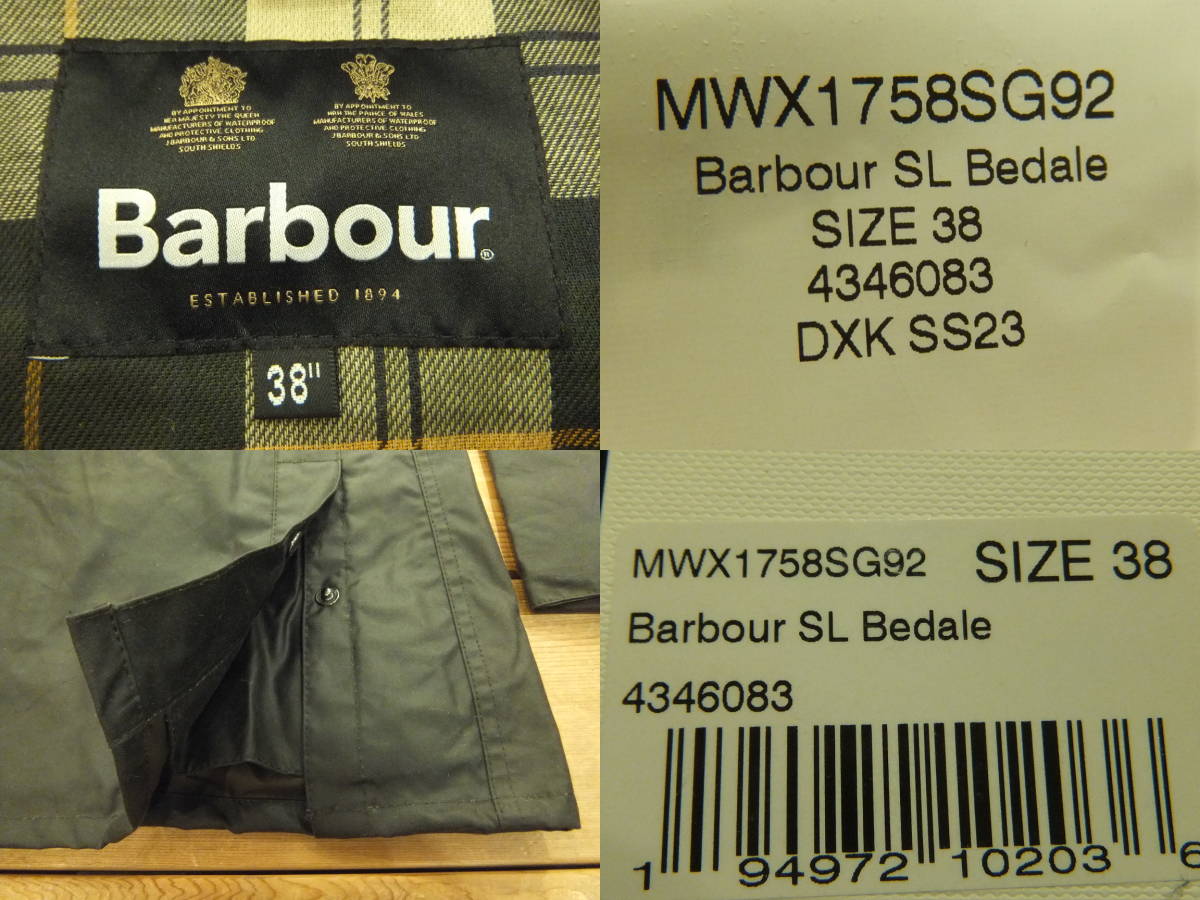 BY APPOINTMENT TO
HER MAJESTY THE QUEEN
MANUFACTURERS OF WATERPROOF
AND PROTECTIVE CLOTHING
J.BARBOUR & SONS LTD
SOUTH SHIELDS
BY APPOINTMENT TO
HRH THE PRINCE OF WALES
MANUFACTURERS OF WATERPROOF
AND PROTECTIVE CLOTHING
J.BARBOUR & SONS LTD
SOUTH SHIELDS
Barbour®
ESTABLISHED 1894
38"
MWX1758SG92
Barbour SL Bedale
SIZE 38
4346083
DXK SS23
MWX1758SG92 SIZE 38
Barbour SL Bedale
4346083
1 94972 10203 6